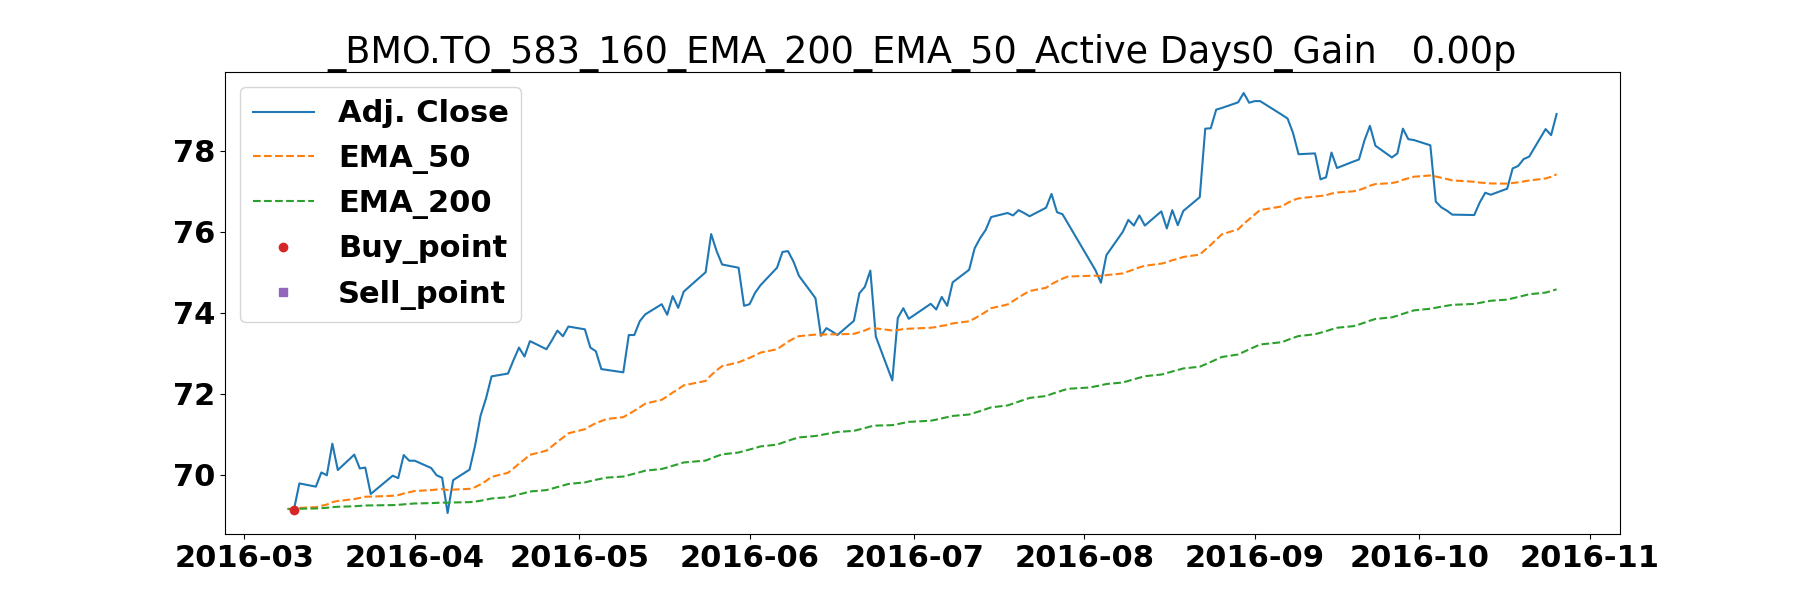 _BMO.TO_583_160_EMA_200_EMA_50_Active Days0_Gain   0.00p
Adj. Close
EMA_50
EMA_200
Buy_point
Sell_point
78
76
74
72
70
2016-03 2016-04 2016-05 2016-06 2016-07 2016-08 2016-09 2016-10 2016-11